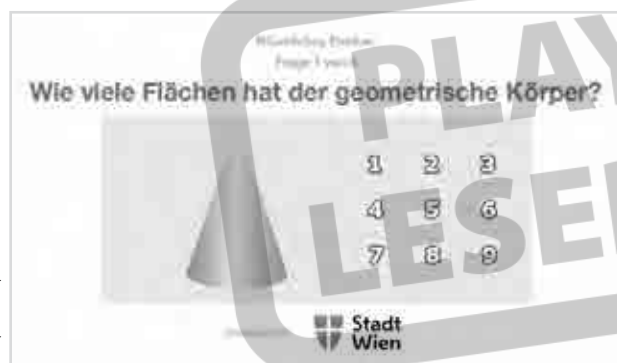 Wie viele Flächen hat der geometrische Körper?
1 2 3
4 5 6
7 8 9
Stadt
Wien
PLAY
LESE